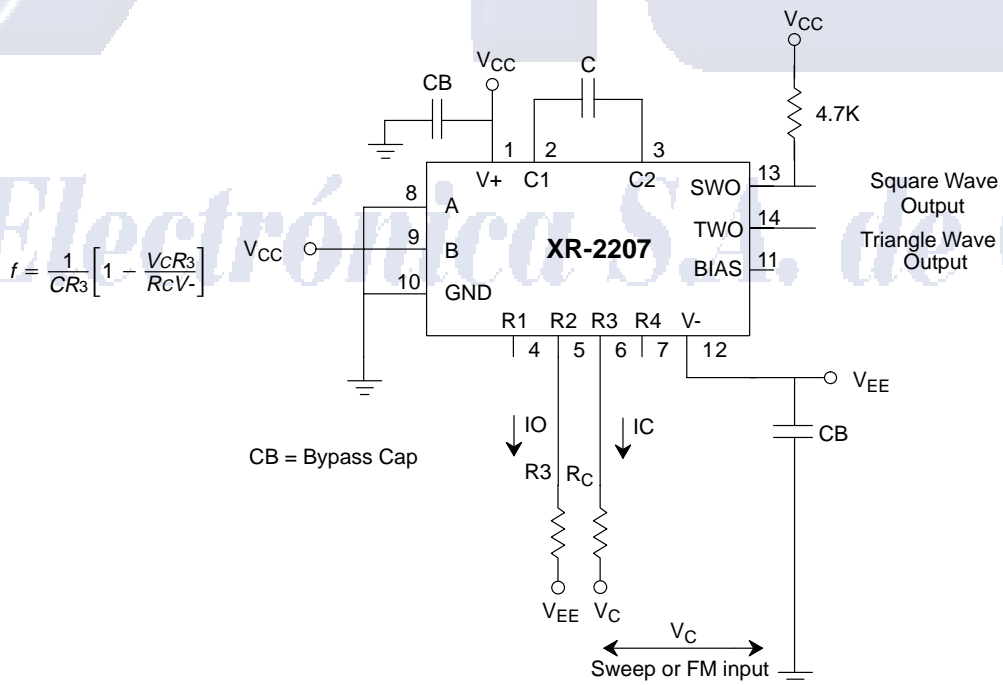 VCC
VCC
CB
C
4.7K
1 2 3
V+ C1 C2
8 A
9 B
10 GND
VCC
XR-2207
SWO 13
TWO 14
BIAS 11
Square Wave
Output
Triangle Wave
Output
f = 1/CR3 [1 - VCR3/RCV-]
R1 R2 R3 R4 V-
4 5 6 7 12
VEE
IO
IC
CB
CB = Bypass Cap
R3 RC
VEE VC
VC
Sweep or FM input
Electrónica S.A. de